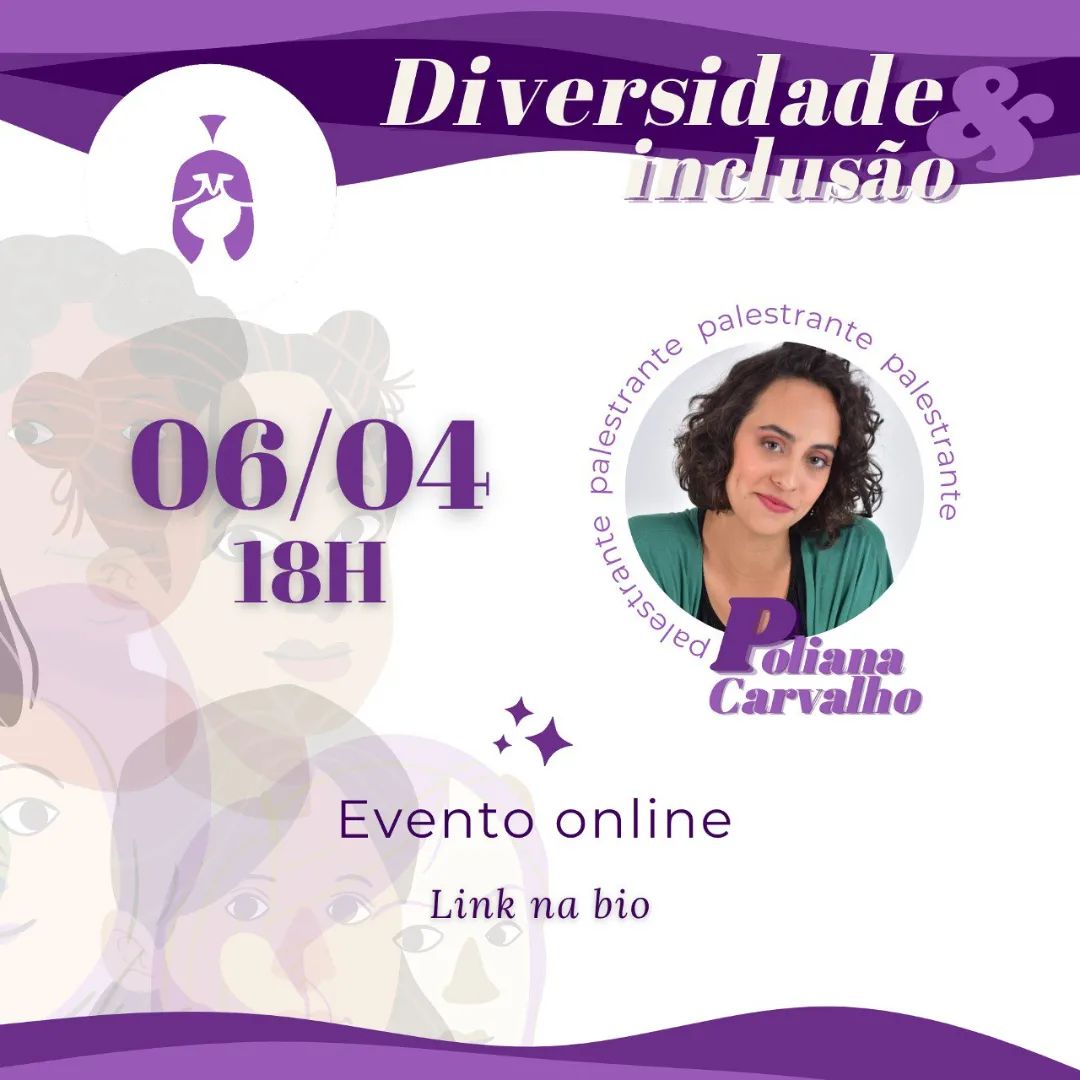 Diversidade &
inclusão
M
palestrante palestrante palestrante palestrante
06/04
18H
Poliana
Carvalho
Evento online
Link na bio